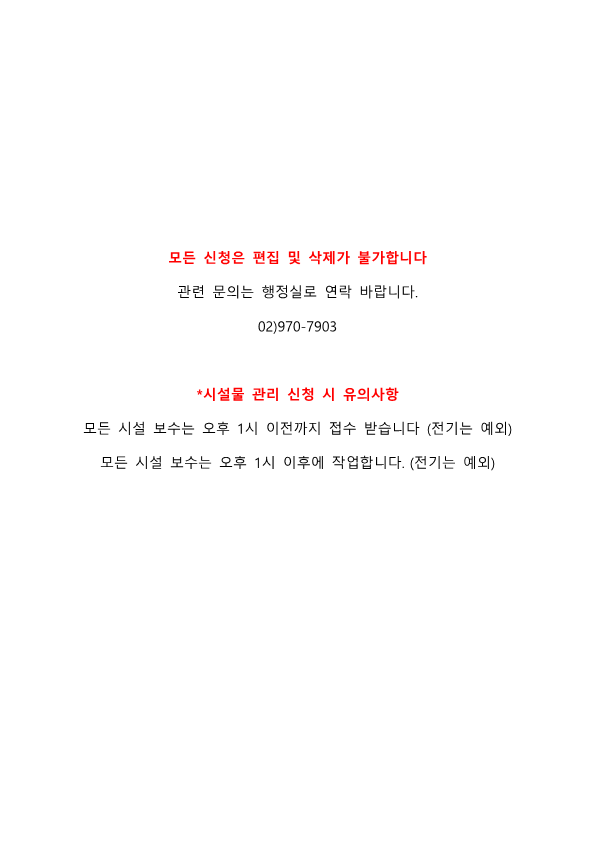 모든 신청은 편집 및 삭제가 불가합니다
관련 문의는 행정실로 연락 바랍니다.
02)970-7903
*시설물 관리 신청 시 유의사항
모든 시설 보수는 오후 1시 이전까지 접수 받습니다 (전기는 예외)
모든 시설 보수는 오후 1시 이후에 작업합니다. (전기는 예외)